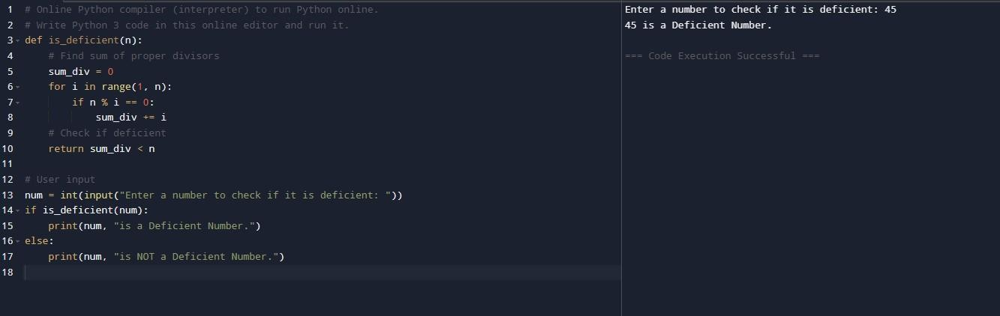 1 # Online Python compiler (interpreter) to run Python online.
2 # Write Python 3 code in this online editor and run it.
3 def is_deficient(n):
4     # Find sum of proper divisors
5     sum_div = 0
6     for i in range(1, n):
7         if n % i == 0:
8             sum_div += i
9     # Check if deficient
10     return sum_div < n
11
12 # User input
13 num = int(input("Enter a number to check if it is deficient: "))
14 if is_deficient(num):
15     print(num, "is a Deficient Number.")
16 else:
17     print(num, "is NOT a Deficient Number.")
18
Enter a number to check if it is deficient: 45
45 is a Deficient Number.
=== Code Execution Successful ===